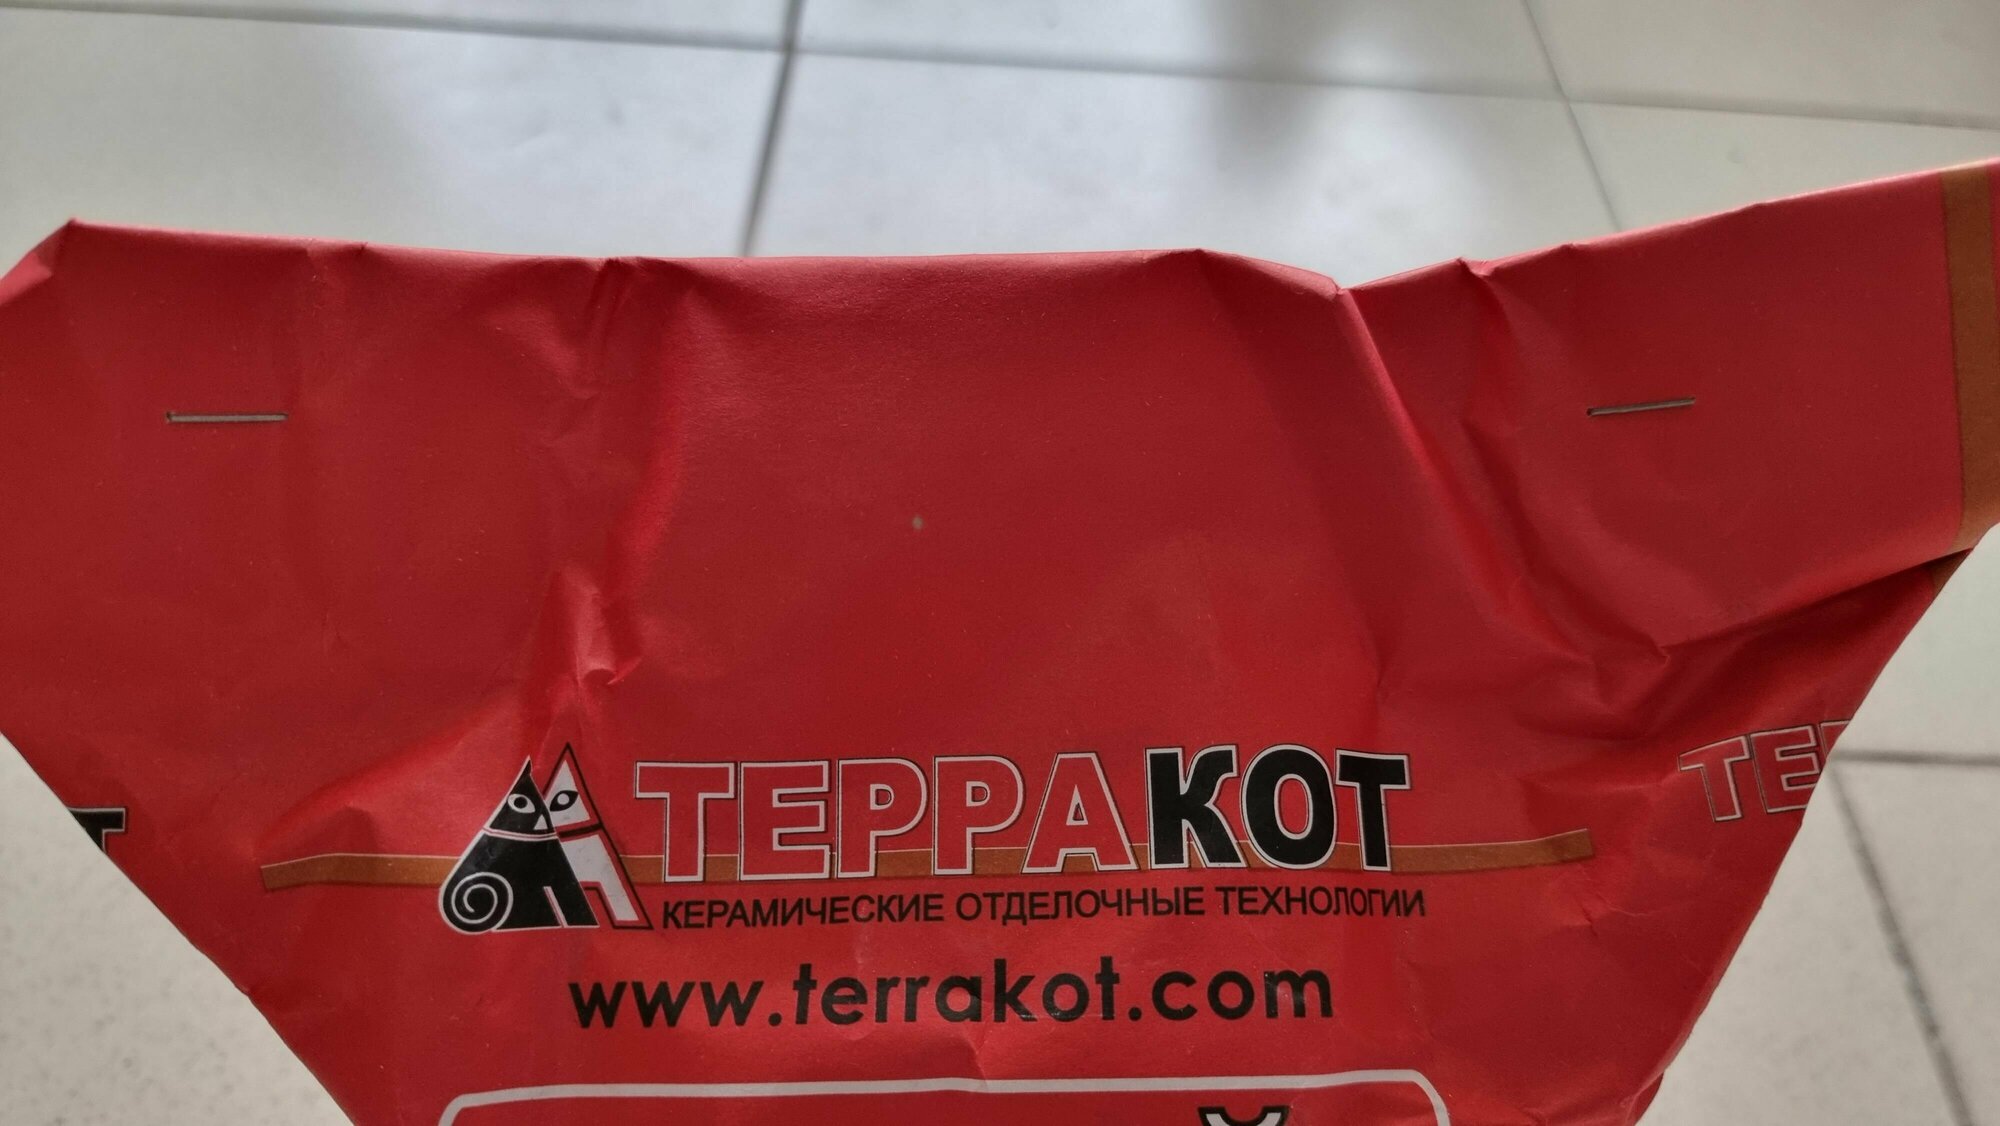 ТЕРРАКОТ
КЕРАМИЧЕСКИЕ ОТДЕЛОЧНЫЕ ТЕХНОЛОГИИ
www.terrakot.com